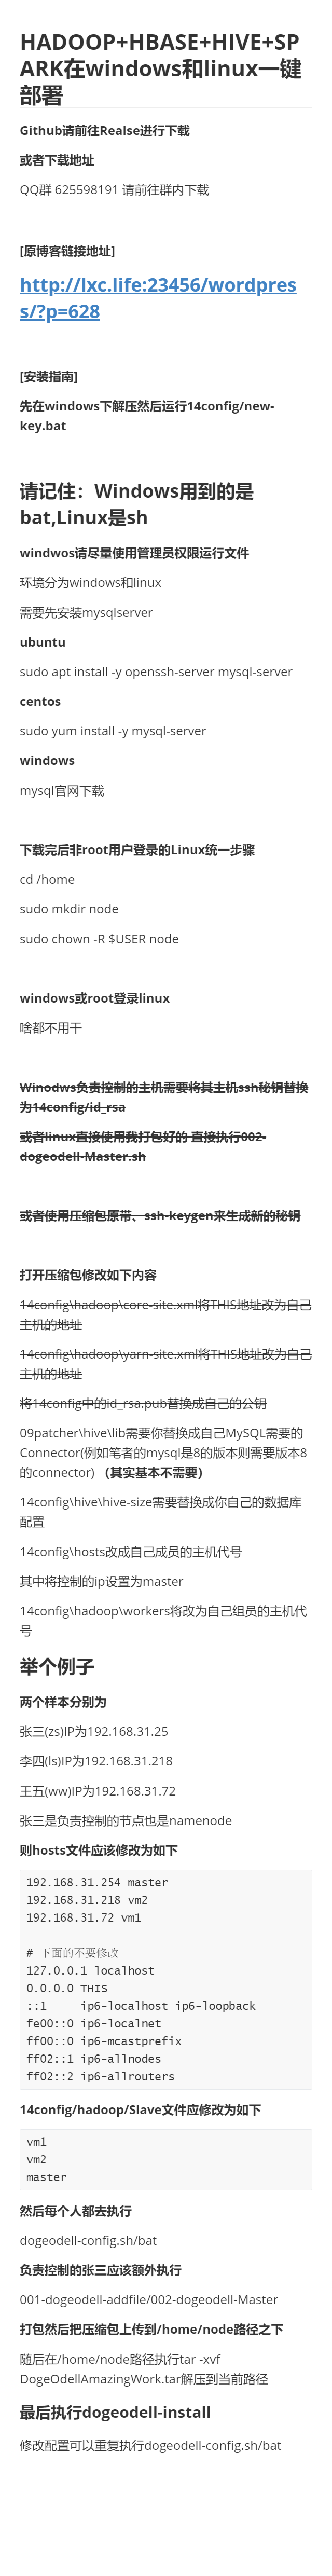 HADOOP+HBASE+HIVE+SP
ARK在windows和linux一键
部署
Github请前往Realse进行下载
或者下载地址
QQ群 625598191 请前往群内下载
[原博客链接地址]
http://lxc.life:23456/wordpres
s/?p=628
[安装指南]
先在windows下解压然后运行14config/new-
key.bat
请记住：Windows用到的是
bat,Linux是sh
windwos请尽量使用管理员权限运行文件
环境分为windows和linux
需要先安装mysqlserver
ubuntu
sudo apt install -y openssh-server mysql-server
centos
sudo yum install -y mysql-server
windows
mysql官网下载
下载完后非root用户登录的Linux统一步骤
cd /home
sudo mkdir node
sudo chown -R $USER node
windows或root登录linux
啥都不用干
Winodws负责控制的主机需要将其主机ssh秘钥替换
为14config/id_rsa
或者linux直接使用我打包好的 直接执行002-
dogeodell-Master.sh
或者使用压缩包原带、ssh-keygen来生成新的秘钥
打开压缩包修改如下内容
14config\hadoop\core-site.xml将THIS地址改为自己
主机的地址
14config\hadoop\yarn-site.xml将THIS地址改为自己
主机的地址
将14config中的id_rsa.pub替换成自己的公钥
09patcher\hive\lib需要你替换成自己MySQL需要的
Connector(例如笔者的mysql是8的版本则需要版本8
的connector) （其实基本不需要）
14config\hive\hive-size需要替换成你自己的数据库
配置
14config\hosts改成自己成员的主机代号
其中将控制的ip设置为master
14config\hadoop\workers将改为自己组员的主机代
号
举个例子
两个样本分别为
张三(zs)IP为192.168.31.25
李四(ls)IP为192.168.31.218
王五(ww)IP为192.168.31.72
张三是负责控制的节点也是namenode
则hosts文件应该修改为如下
192.168.31.254 master
192.168.31.218 vm2
192.168.31.72 vm1
# 下面的不要修改
127.0.0.1 localhost
0.0.0.0 THIS
::1     ip6-localhost ip6-loopback
fe00::0 ip6-localnet
ff00::0 ip6-mcastprefix
ff02::1 ip6-allnodes
ff02::2 ip6-allrouters
14config/hadoop/Slave文件应修改为如下
vm1
vm2
master
然后每个人都去执行
dogeodell-config.sh/bat
负责控制的张三应该额外执行
001-dogeodell-addfile/002-dogeodell-Master
打包然后把压缩包上传到/home/node路径之下
随后在/home/node路径执行tar -xvf
DogeOdellAmazingWork.tar解压到当前路径
最后执行dogeodell-install
修改配置可以重复执行dogeodell-config.sh/bat